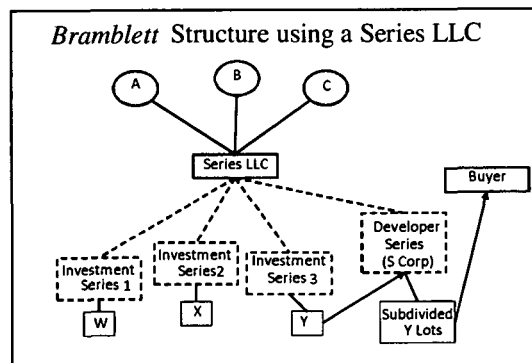 Bramblett Structure using a Series LLC
A
B
C
Series LLC
Buyer
Investment
Series 1
Investment
Series2
Investment
Series 3
Developer
Series
(S Corp)
W
X
Y
Subdivided
Y Lots